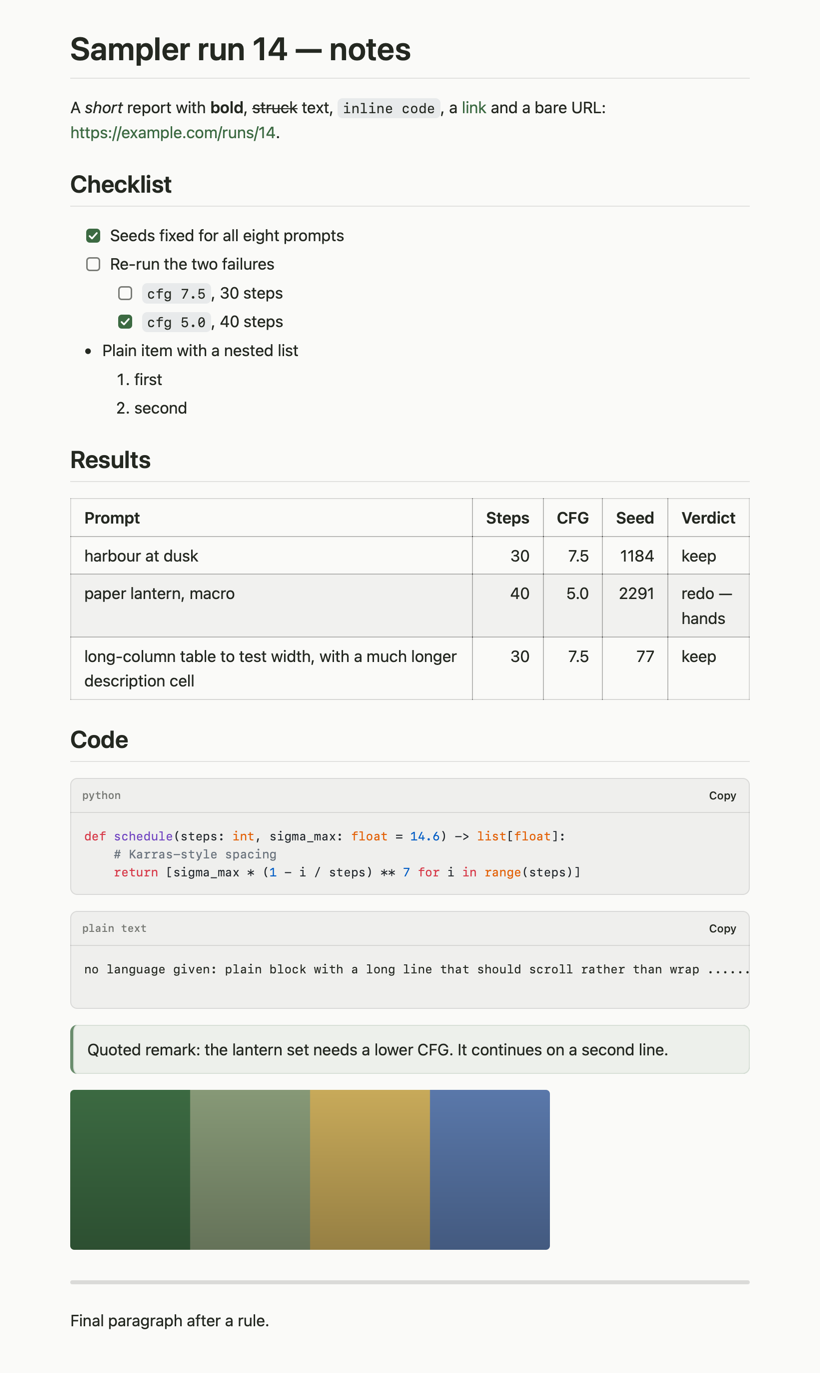 Sampler run 14 — notes
A short report with bold, struck text, inline code, a link and a bare URL:
https://example.com/runs/14.
Checklist
Seeds fixed for all eight prompts
Re-run the two failures
cfg 7.5, 30 steps
cfg 5.0, 40 steps
• Plain item with a nested list
1. first
2. second
Results
Prompt Steps CFG Seed Verdict
harbour at dusk 30 7.5 1184 keep
paper lantern, macro 40 5.0 2291 redo —
hands
long-column table to test width, with a much longer 30 7.5 77 keep
description cell
Code
python Copy
def schedule(steps: int, sigma_max: float = 14.6) -> list[float]:
    # Karras-style spacing
    return [sigma_max * (1 - i / steps) ** 7 for i in range(steps)]
plain text Copy
no language given: plain block with a long line that should scroll rather than wrap ......
Quoted remark: the lantern set needs a lower CFG. It continues on a second line.
Final paragraph after a rule.